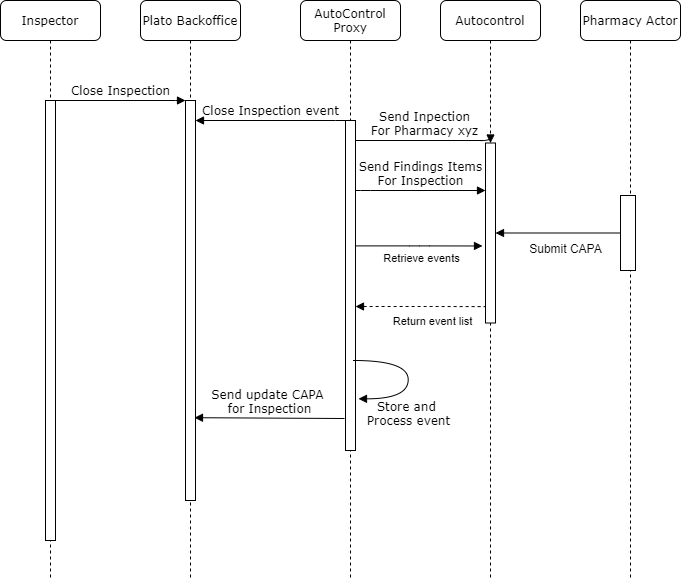 Inspector
Plato Backoffice
AutoControl
Proxy
Autocontrol
Pharmacy Actor
Close Inspection
Close Inspection event
Send Inpection
For Pharmacy xyz
Send Findings Items
For Inspection
Submit CAPA
Retrieve events
Return event list
Send update CAPA
for Inspection
Store and
Process event